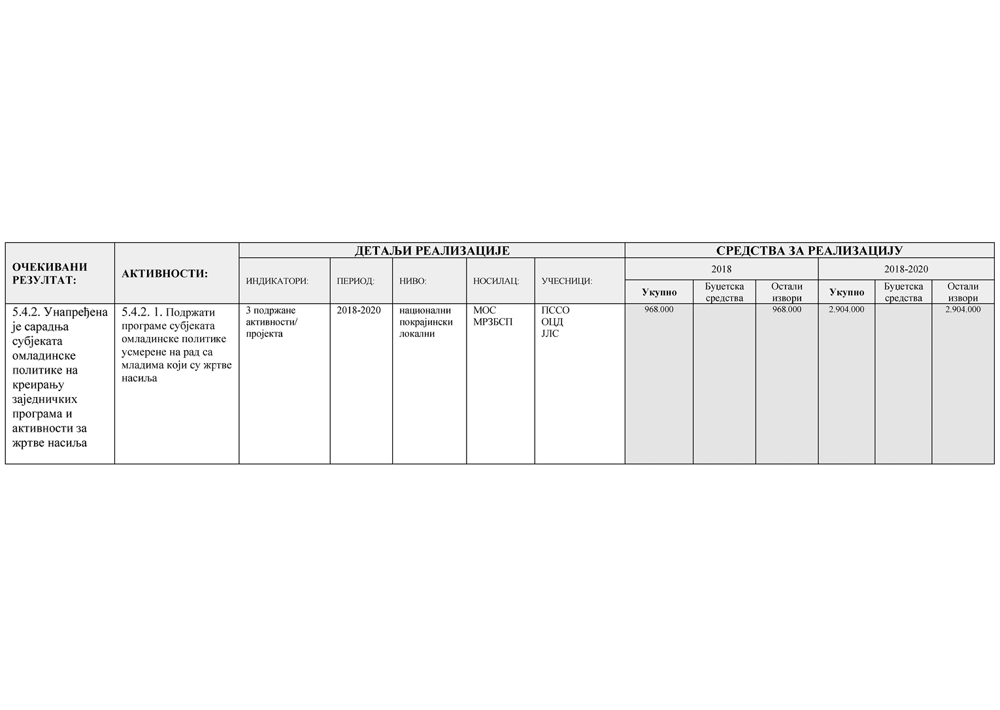 ОЧЕКИВАНИ
РЕЗУЛТАТ:
АКТИВНОСТИ:
ДЕТАЉИ РЕАЛИЗАЦИЈЕ
СРЕДСТВА ЗА РЕАЛИЗАЦИЈУ
ИНДИКАТОРИ:
ПЕРИОД:
НИВО:
НОСИЛАЦ:
УЧЕСНИЦИ:
2018
2018-2020
Укупно
Буџетска
средства
Остали
извори
Укупно
Буџетска
средства
Остали
извори
5.4.2. Унапређена
је сарадња
субјеката
омладинске
политике на
креирању
заједничких
програма и
активности за
жртве насиља
5.4.2. 1. Подржати
програме субјеката
омладинске политике
усмерене на рад са
младима који су жртве
насиља
3 подржане
активности/
пројекта
2018-2020
национални
покрајински
локални
МОС
МРЗБСП
ПССО
ОЦД
ЈЛС
968.000
968.000
2.904.000
2.904.000